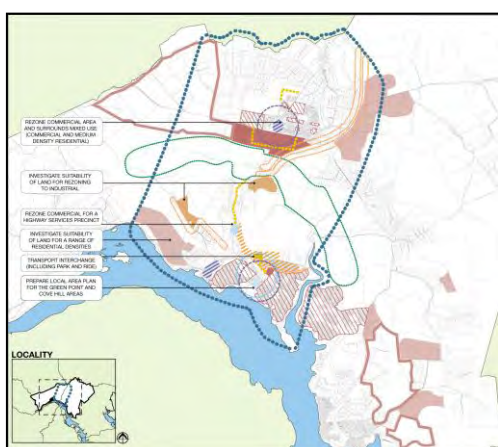 REZONE COMMERCIAL AREA
AND SURROUNDS MIXED USE
(COMMERCIAL AND MEDIUM
DENSITY RESIDENTIAL)
INVESTIGATE SUITABILITY
OF LAND FOR REZONING
TO INDUSTRIAL
REZONE COMMERCIAL FOR A
HIGHWAY SERVICES PRECINCT
INVESTIGATE SUITABILITY
OF LAND FOR A RANGE OF
RESIDENTIAL DENSITIES
TRANSPORT INTERCHANGE
(INCLUDING PARK AND RIDE)
PREPARE LOCAL AREA PLAN
FOR THE GREEN POINT AND
COVE HILL AREAS
LOCALITY